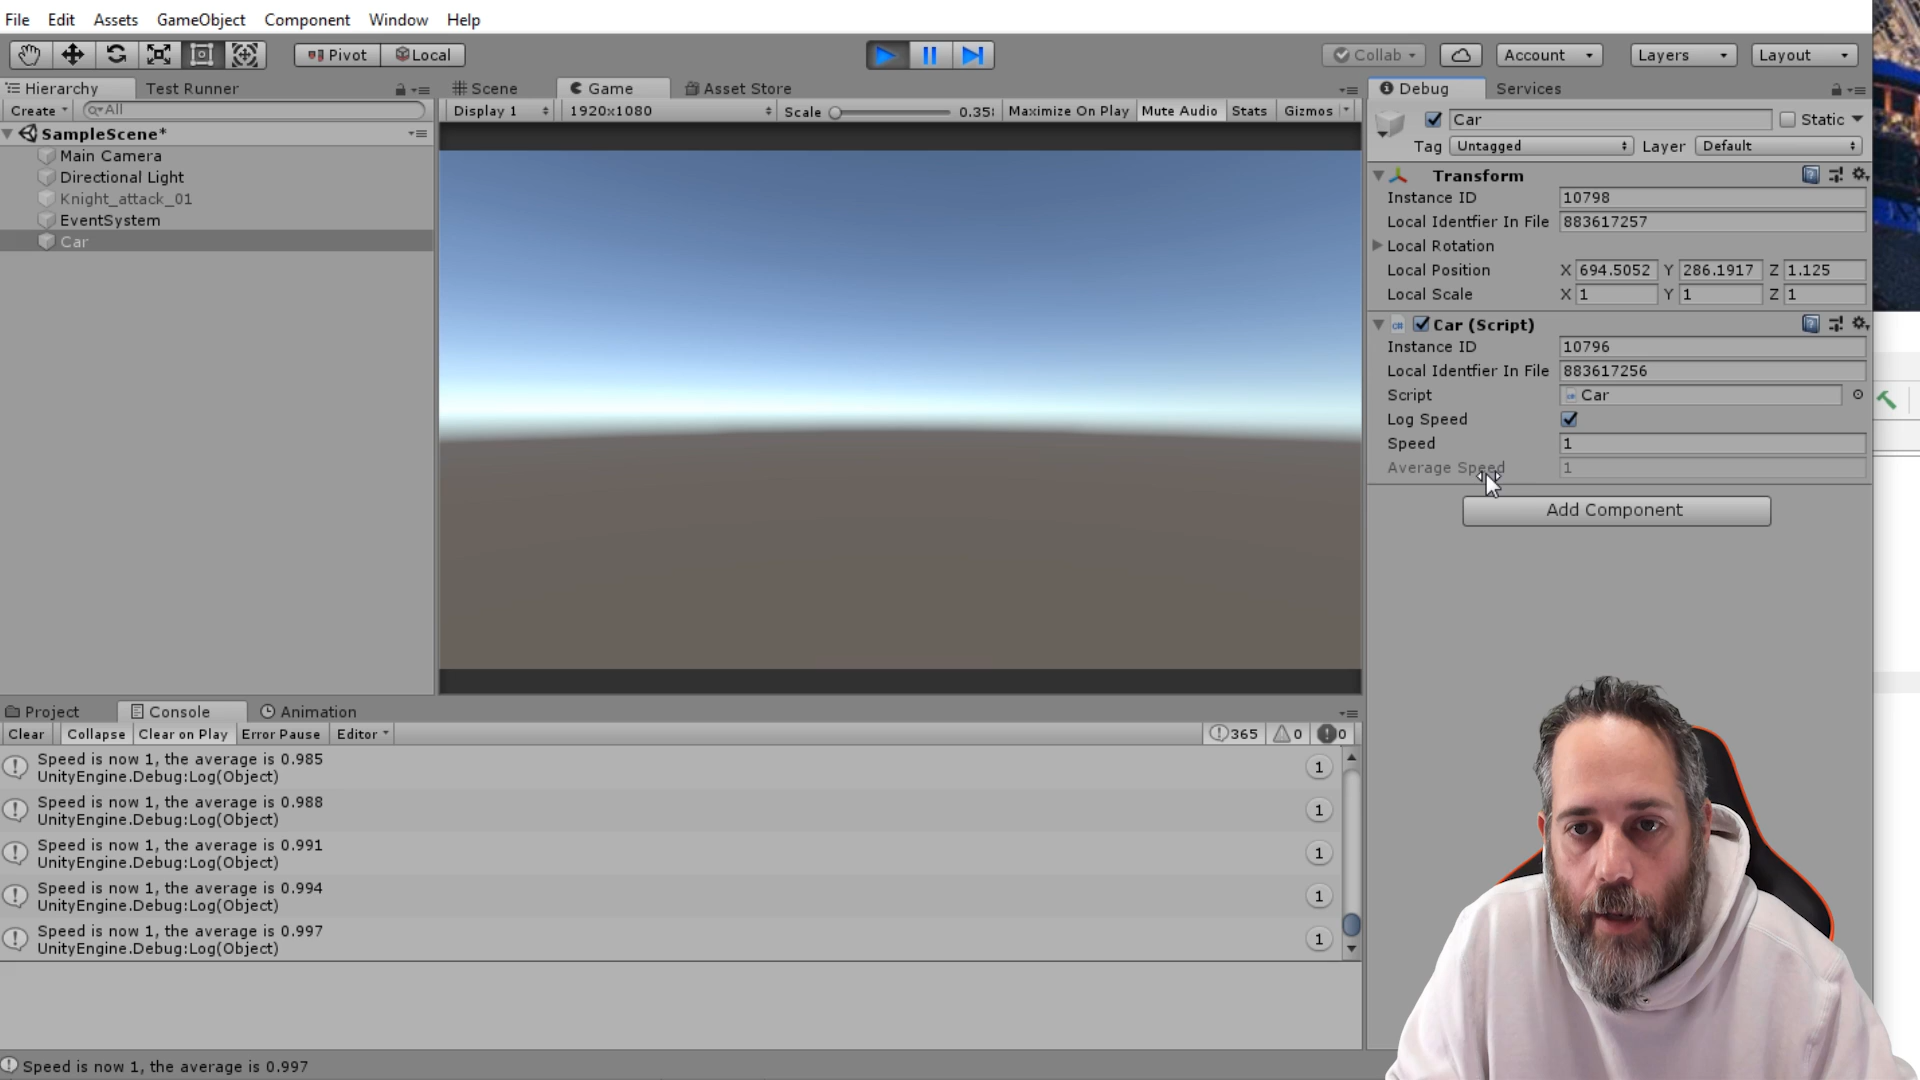 File Edit Assets GameObject Component Window Help
Pivot Local Collab Account Layers Layout
Hierarchy Test Runner Scene Game Asset Store Debug Services
Create All Display 1 1920x1080 Scale 0.35 Maximize On Play Mute Audio Stats Gizmos
SampleScene*
Main Camera
Directional Light
Knight_attack_01
EventSystem
Car
Car Static
Tag Untagged Layer Default
Transform
Instance ID 10798
Local Identfier In File 883617257
Local Rotation
Local Position X 694.5052 Y 286.1917 Z 1.125
Local Scale X 1 Y 1 Z 1
Car (Script)
Instance ID 10796
Local Identfier In File 883617256
Script Car
Log Speed
Speed 1
Average Speed 1
Add Component
Project Console Animation
Clear Collapse Clear on Play Error Pause Editor 365 0 0
Speed is now 1, the average is 0.985 1
UnityEngine.Debug:Log(Object)
Speed is now 1, the average is 0.988 1
UnityEngine.Debug:Log(Object)
Speed is now 1, the average is 0.991 1
UnityEngine.Debug:Log(Object)
Speed is now 1, the average is 0.994 1
UnityEngine.Debug:Log(Object)
Speed is now 1, the average is 0.997 1
UnityEngine.Debug:Log(Object)
Speed is now 1, the average is 0.997